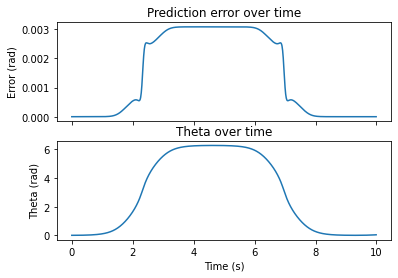 Prediction error over time
Error (rad)
0.003
0.002
0.001
0.000
Theta over time
Theta (rad)
6
4
2
0
0 2 4 6 8 10
Time (s)